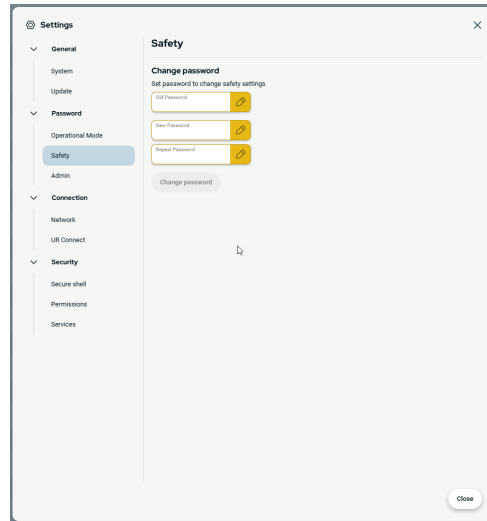 Settings
General
System
Update
Password
Operational Mode
Safety
Admin
Connection
Network
UR Connect
Security
Secure shell
Permissions
Services
Safety
Change password
Set password to change safety settings
Old Password
New Password
Repeat Password
Change password
Close